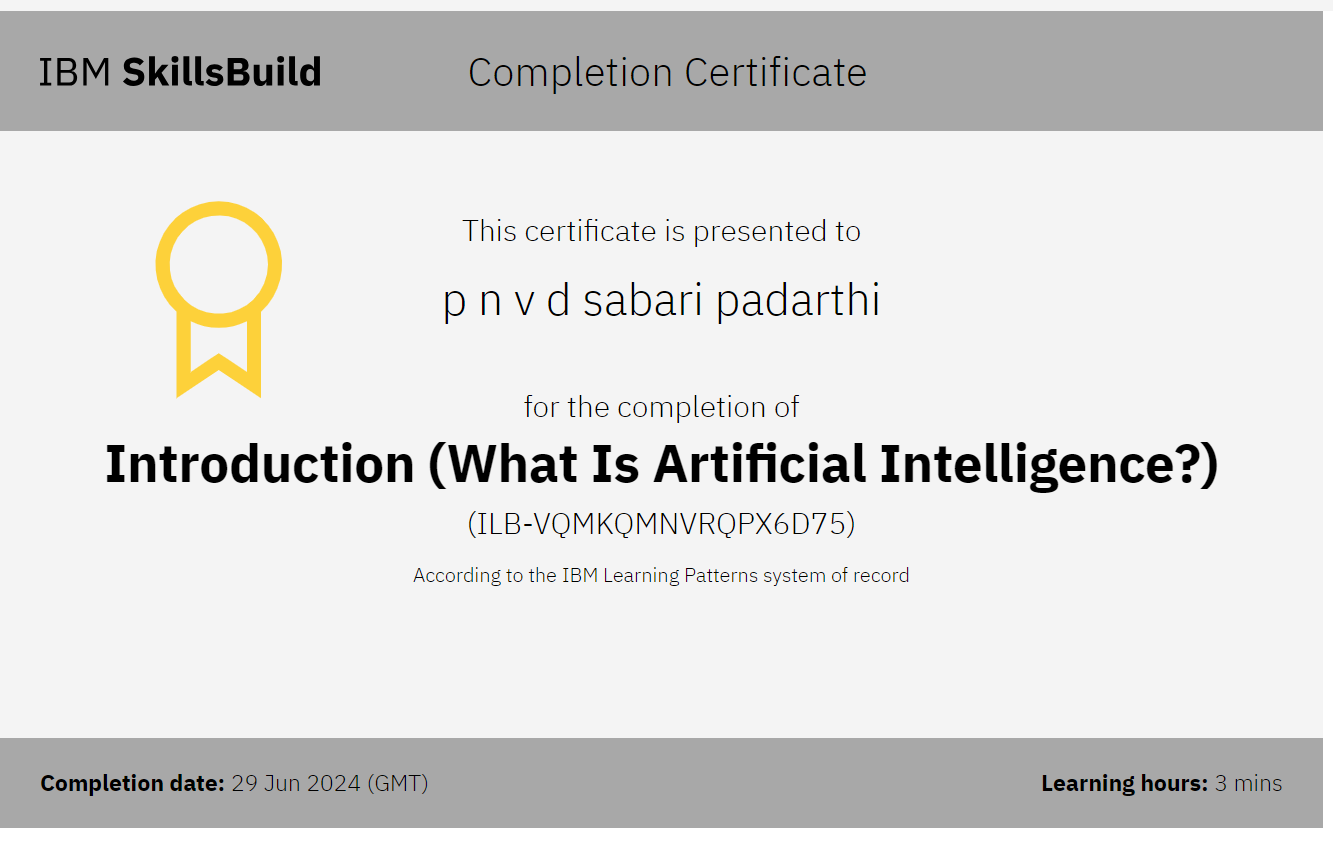 IBM SkillsBuild
Completion Certificate
This certificate is presented to
p n v d sabari padarthi
for the completion of
Introduction (What Is Artificial Intelligence?)
(ILB-VQMKQMNVRQPX6D75)
According to the IBM Learning Patterns system of record
Completion date: 29 Jun 2024 (GMT)
Learning hours: 3 mins